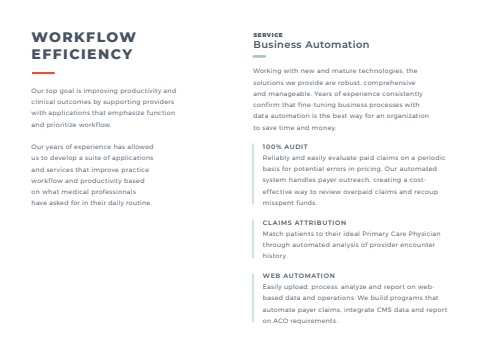 WORKFLOW
EFFICIENCY
Our top goal is improving productivity and
clinical outcomes by supporting providers
with applications that emphasize function
and prioritize workflow.
Our years of experience has allowed
us to develop a suite of applications
and services that improve practice
workflow and productivity based
on what medical professionals
have asked for in their daily routine.
SERVICE
Business Automation
Working with new and mature technologies, the
solutions we provide are robust, comprehensive
and manageable. Years of experience consistently
confirm that fine-tuning business processes with
data automation is the best way for an organization
to save time and money.
100% AUDIT
Reliably and easily evaluate paid claims on a periodic
basis for potential errors in pricing. Our automated
system handles payer outreach, creating a cost-
effective way to review overpaid claims and recoup
misspent funds.
CLAIMS ATTRIBUTION
Match patients to their ideal Primary Care Physician
through automated analysis of provider encounter
history.
WEB AUTOMATION
Easily upload, process, analyze and report on web-
based data and operations. We build programs that
automate payer claims, integrate CMS data and report
on ACO requirements.